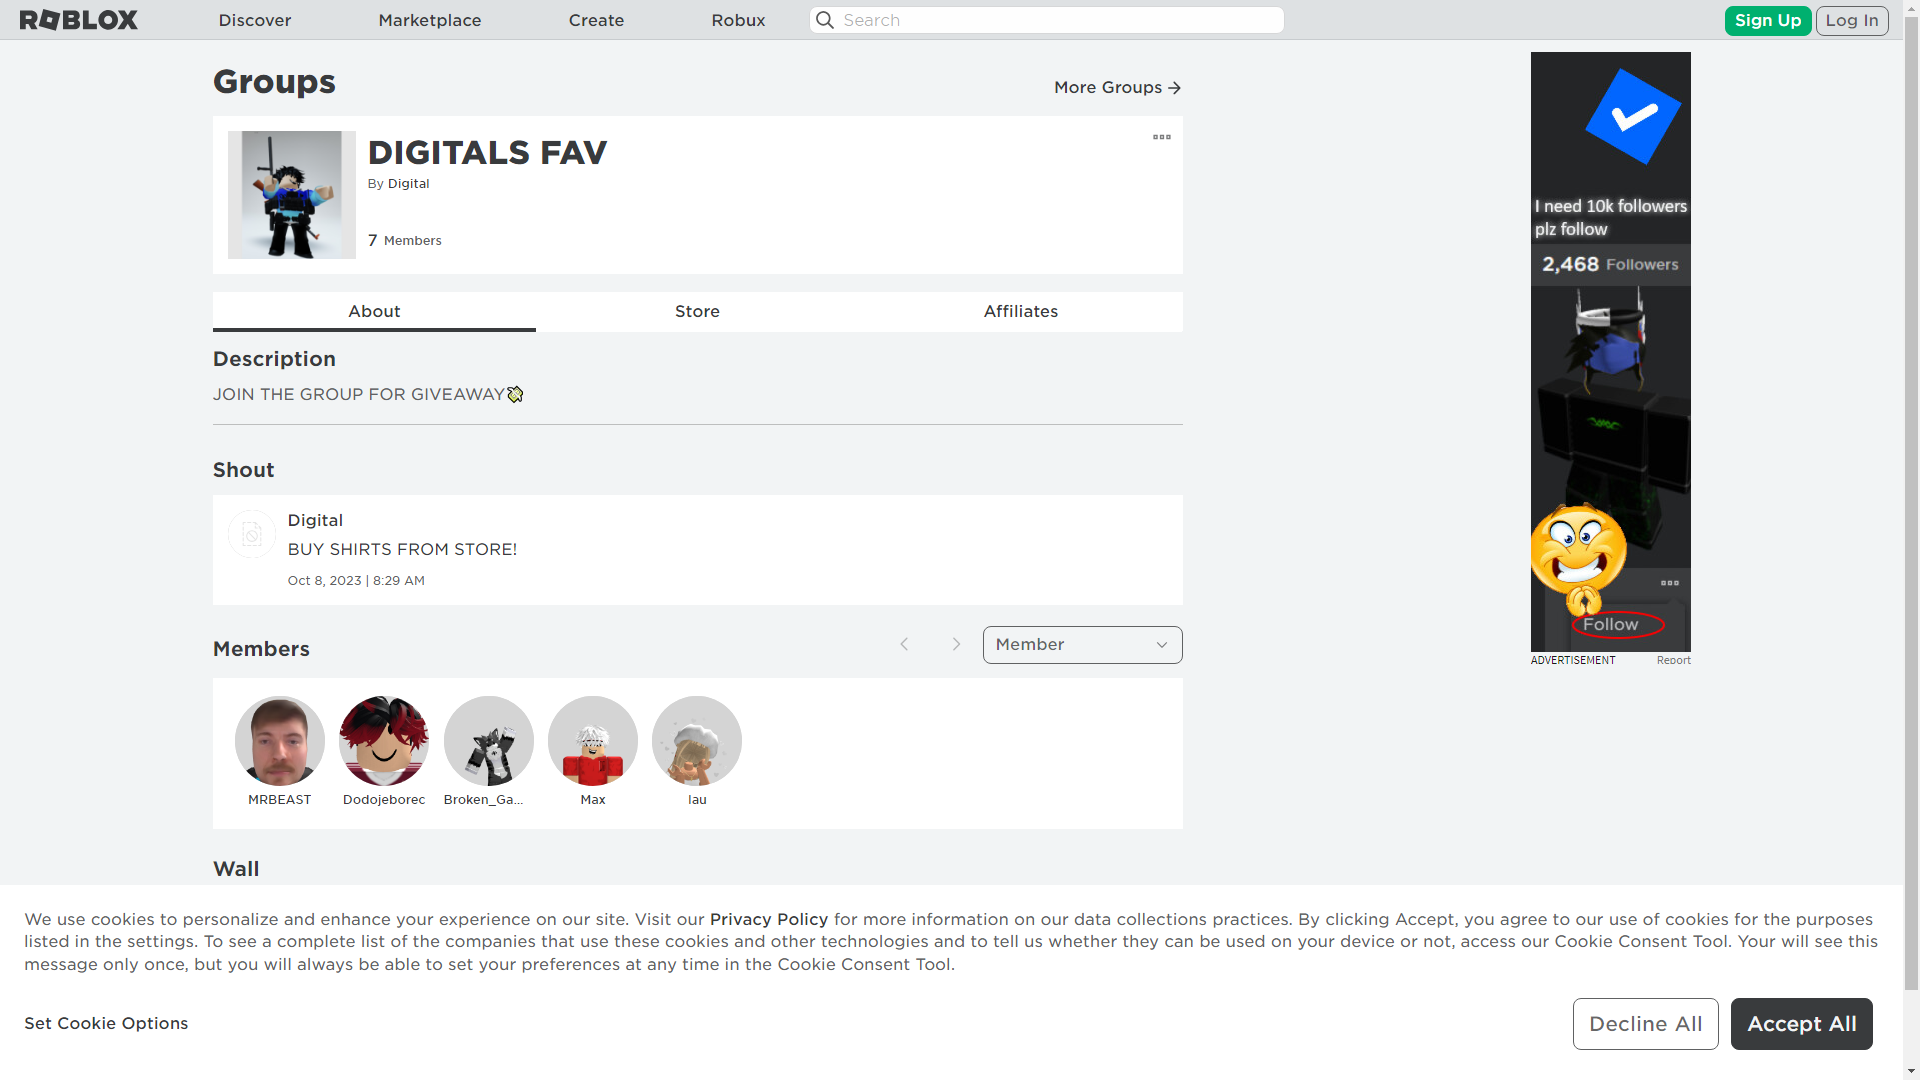 ROBLOX
Discover
Marketplace
Create
Robux
Search
Sign Up
Log In
Groups
More Groups
DIGITALS FAV
By Digital
7 Members
About
Store
Affiliates
Description
JOIN THE GROUP FOR GIVEAWAY
Shout
Digital
BUY SHIRTS FROM STORE!
Oct 8, 2023 | 8:29 AM
Members
Member
MRBEAST
Dodojeborec
Broken_Ga...
Max
lau
Wall
I need 10k followers
plz follow
2,468 Followers
Follow
ADVERTISEMENT
Report
We use cookies to personalize and enhance your experience on our site. Visit our Privacy Policy for more information on our data collections practices. By clicking Accept, you agree to our use of cookies for the purposes
listed in the settings. To see a complete list of the companies that use these cookies and other technologies and to tell us whether they can be used on your device or not, access our Cookie Consent Tool. Your will see this
message only once, but you will always be able to set your preferences at any time in the Cookie Consent Tool.
Set Cookie Options
Decline All
Accept All